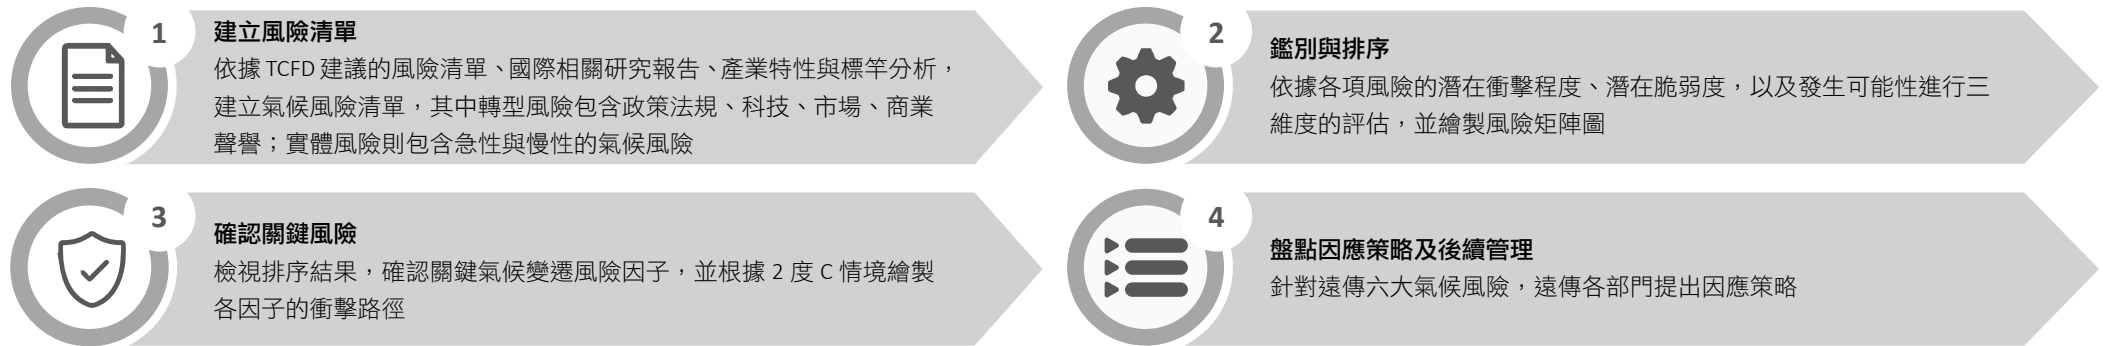 1
建立風險清單
依據 TCFD 建議的風險清單、國際相關研究報告、產業特性與標竿分析，
建立氣候風險清單，其中轉型風險包含政策法規、科技、市場、商業
聲譽；實體風險則包含急性與慢性的氣候風險
2
鑑別與排序
依據各項風險的潛在衝擊程度、潛在脆弱度，以及發生可能性進行三
維度的評估，並繪製風險矩陣圖
3
確認關鍵風險
檢視排序結果，確認關鍵氣候變遷風險因子，並根據 2 度 C 情境繪製
各因子的衝擊路徑
4
盤點因應策略及後續管理
針對遠傳六大氣候風險，遠傳各部門提出因應策略